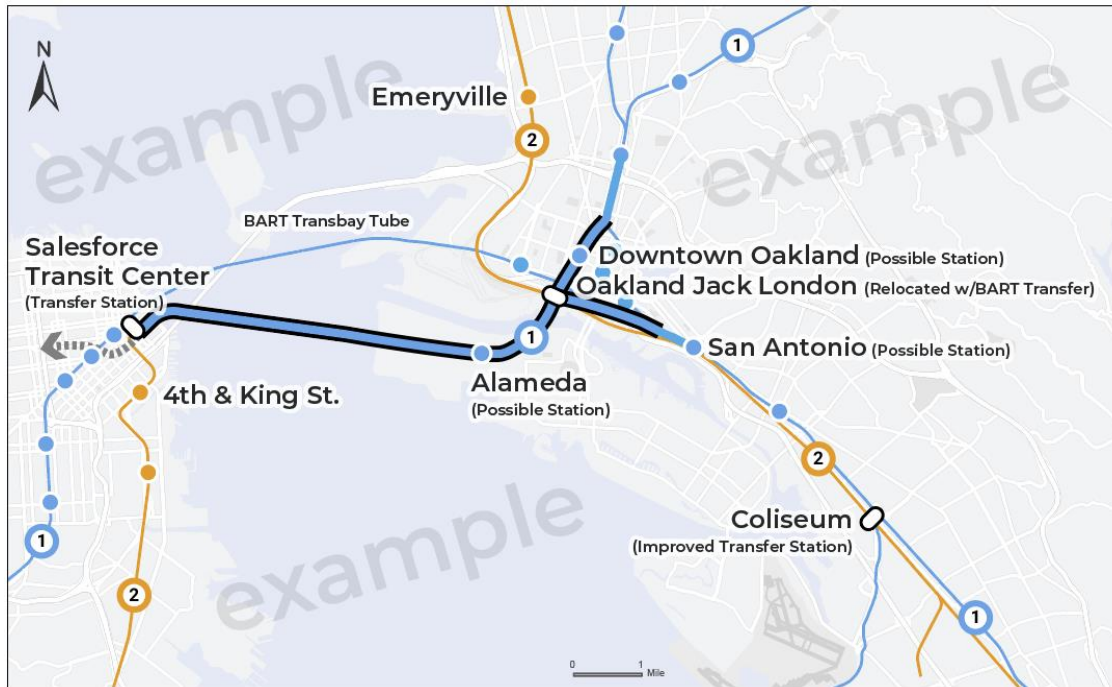 N
1
example
Emeryville
2
example
BART Transbay Tube
Salesforce
Transit Center
(Transfer Station)
Downtown Oakland (Possible Station)
Oakland Jack London (Relocated w/BART Transfer)
1
San Antonio (Possible Station)
Alameda
(Possible Station)
4th & King St.
2
example
Coliseum
(Improved Transfer Station)
1
2
1
0 1
Mile